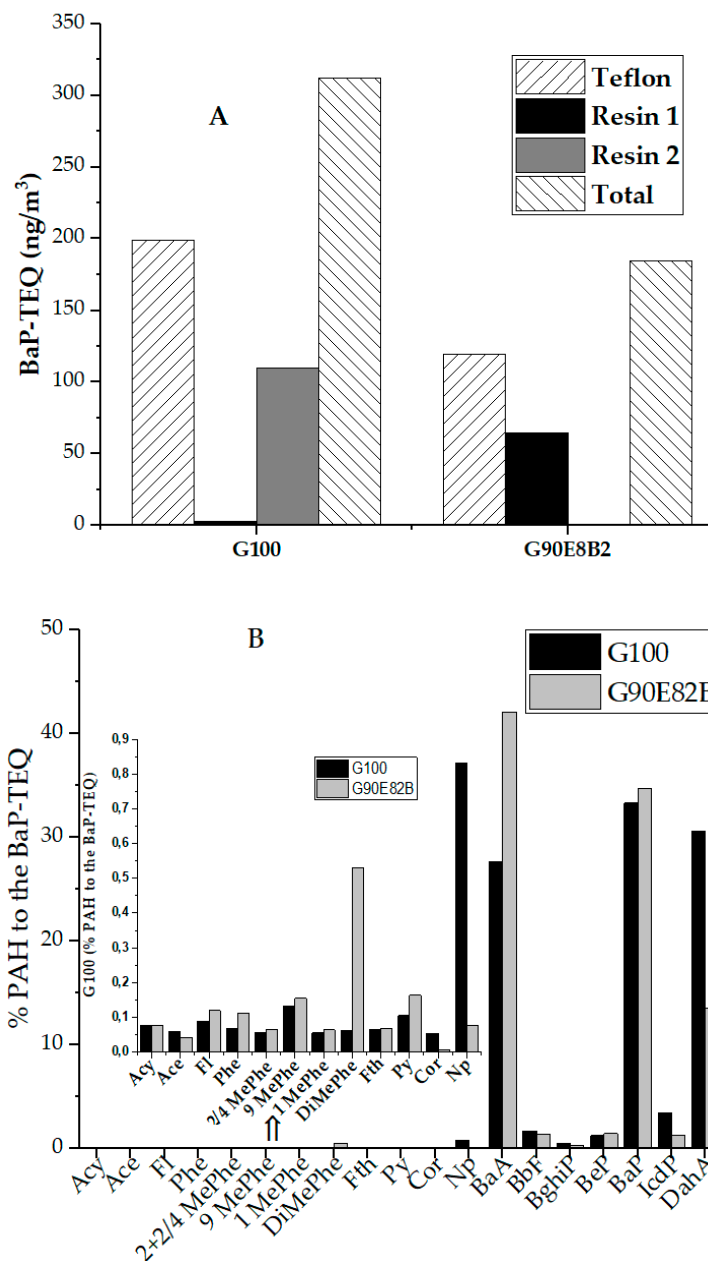 350
300
250
200
150
100
50
0
BaP-TEQ (ng/m³)
A
Teflon
Resin 1
Resin 2
Total
G100
G90E8B2
50
40
30
20
10
0
% PAH to the BaP-TEQ
B
G100
G90E82B
0,9
0,8
0,7
0,6
0,5
0,4
0,3
0,2
0,1
0,0
G100 (% PAH to the BaP-TEQ)
G100
G90E82B
Acy
Ace
Fl
Phe
2/4 MePhe
9 MePhe
1 MePhe
DiMePhe
Fth
Py
Cor
Np
Acy
Ace
Fl
Phe
2+2/4 MePhe
9 MePhe
1 MePhe
DiMePhe
Fth
Py
Cor
Np
BaA
BbF
BghiP
BeP
BaP
IcdP
DahA